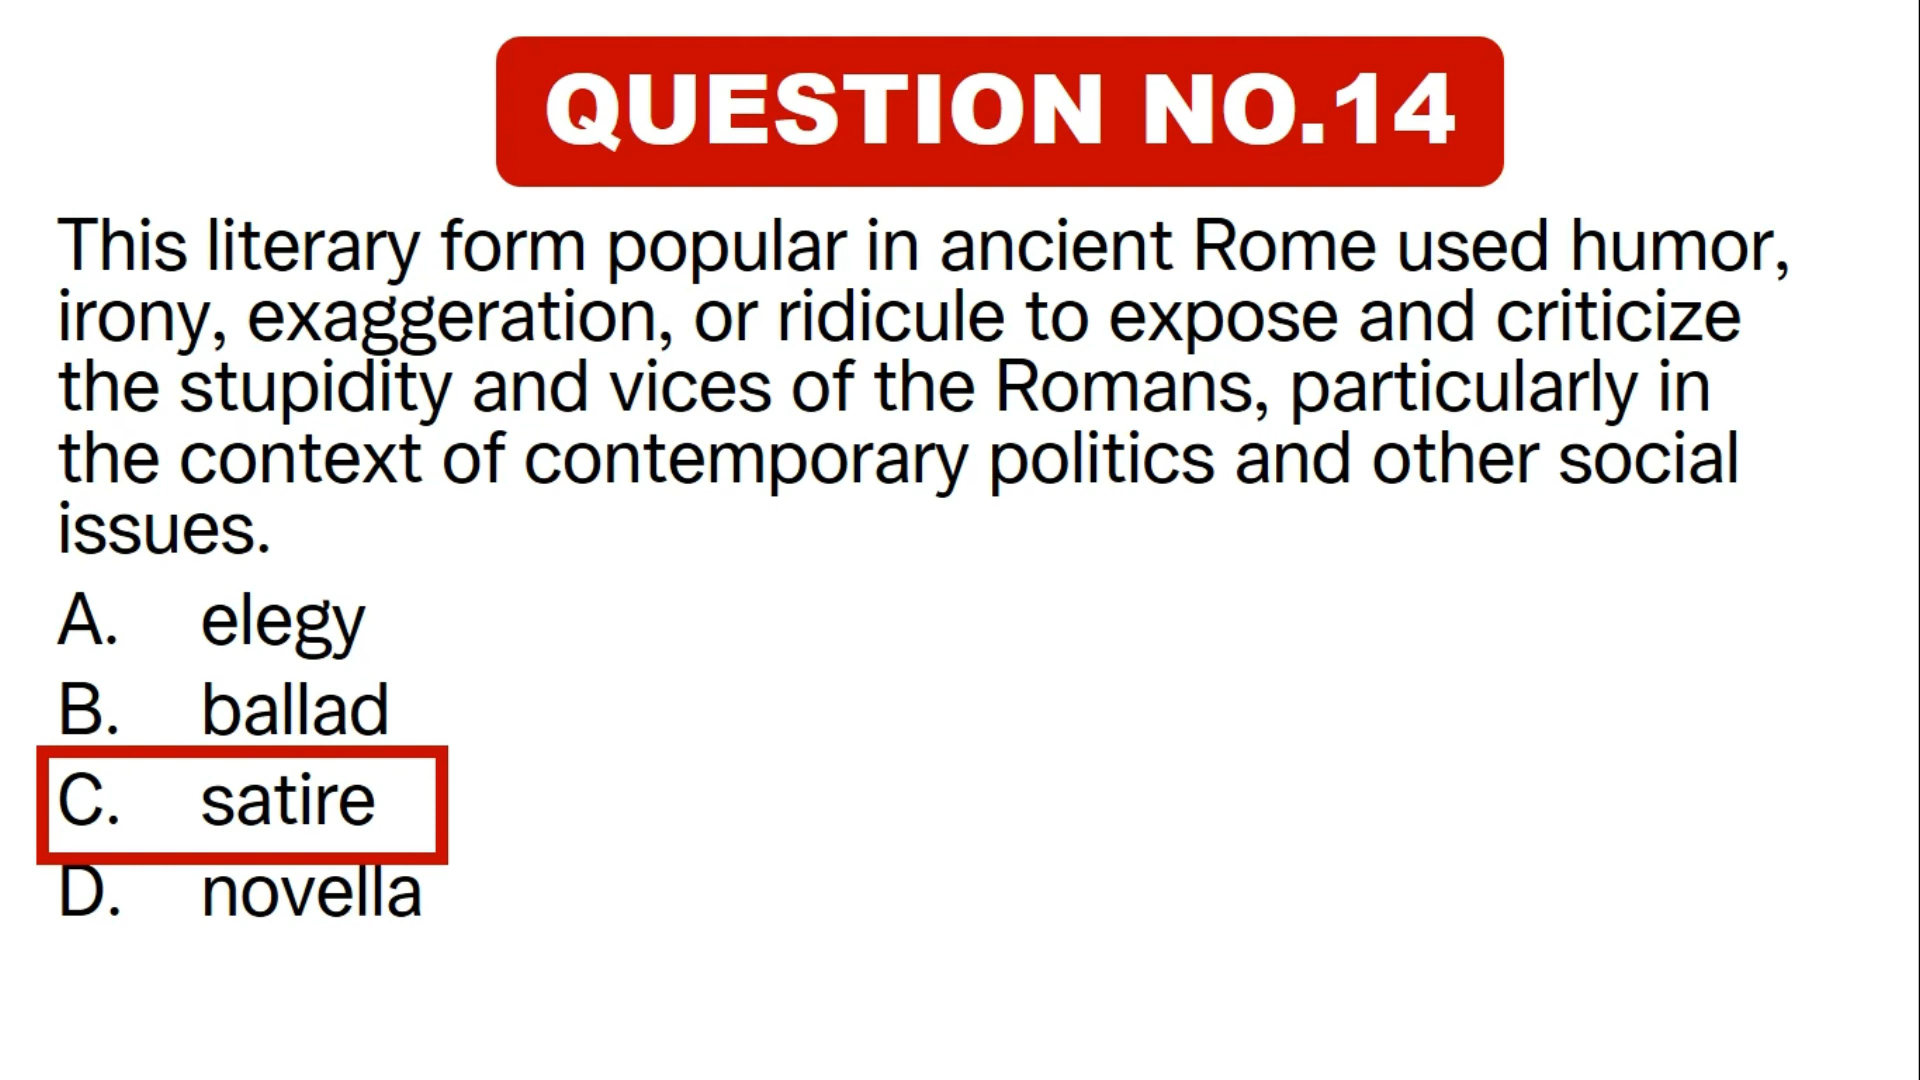 QUESTION NO.14
This literary form popular in ancient Rome used humor,
irony, exaggeration, or ridicule to expose and criticize
the stupidity and vices of the Romans, particularly in
the context of contemporary politics and other social
issues.
A. elegy
B. ballad
C. satire
D. novella